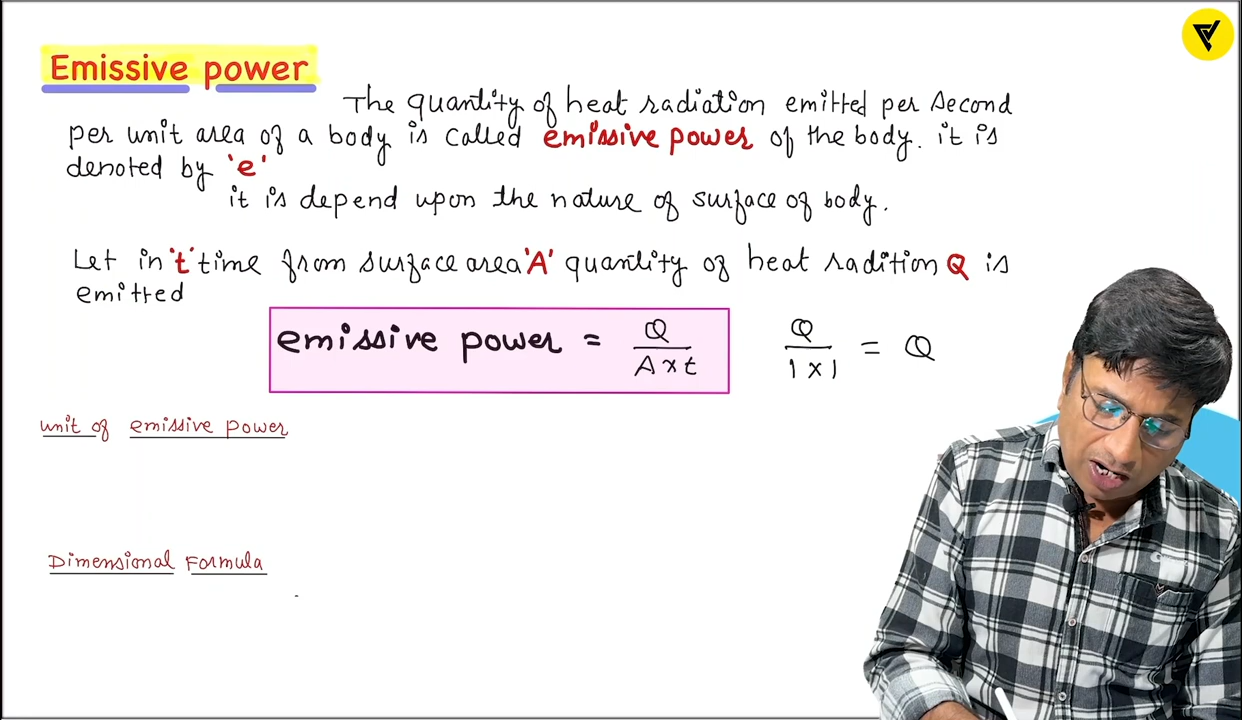 Emissive power
The quantity of heat radiation emitted per second
per unit area of a body is called emissive power of the body. it is
denoted by 'e'
it is depend upon the nature of surface of body.
Let in 't' time from surface area 'A' quantity of heat radition Q is
emitted
emissive power = Q / A × t    Q / 1 × 1 = Q
unit of emissive power
Dimensional Formula